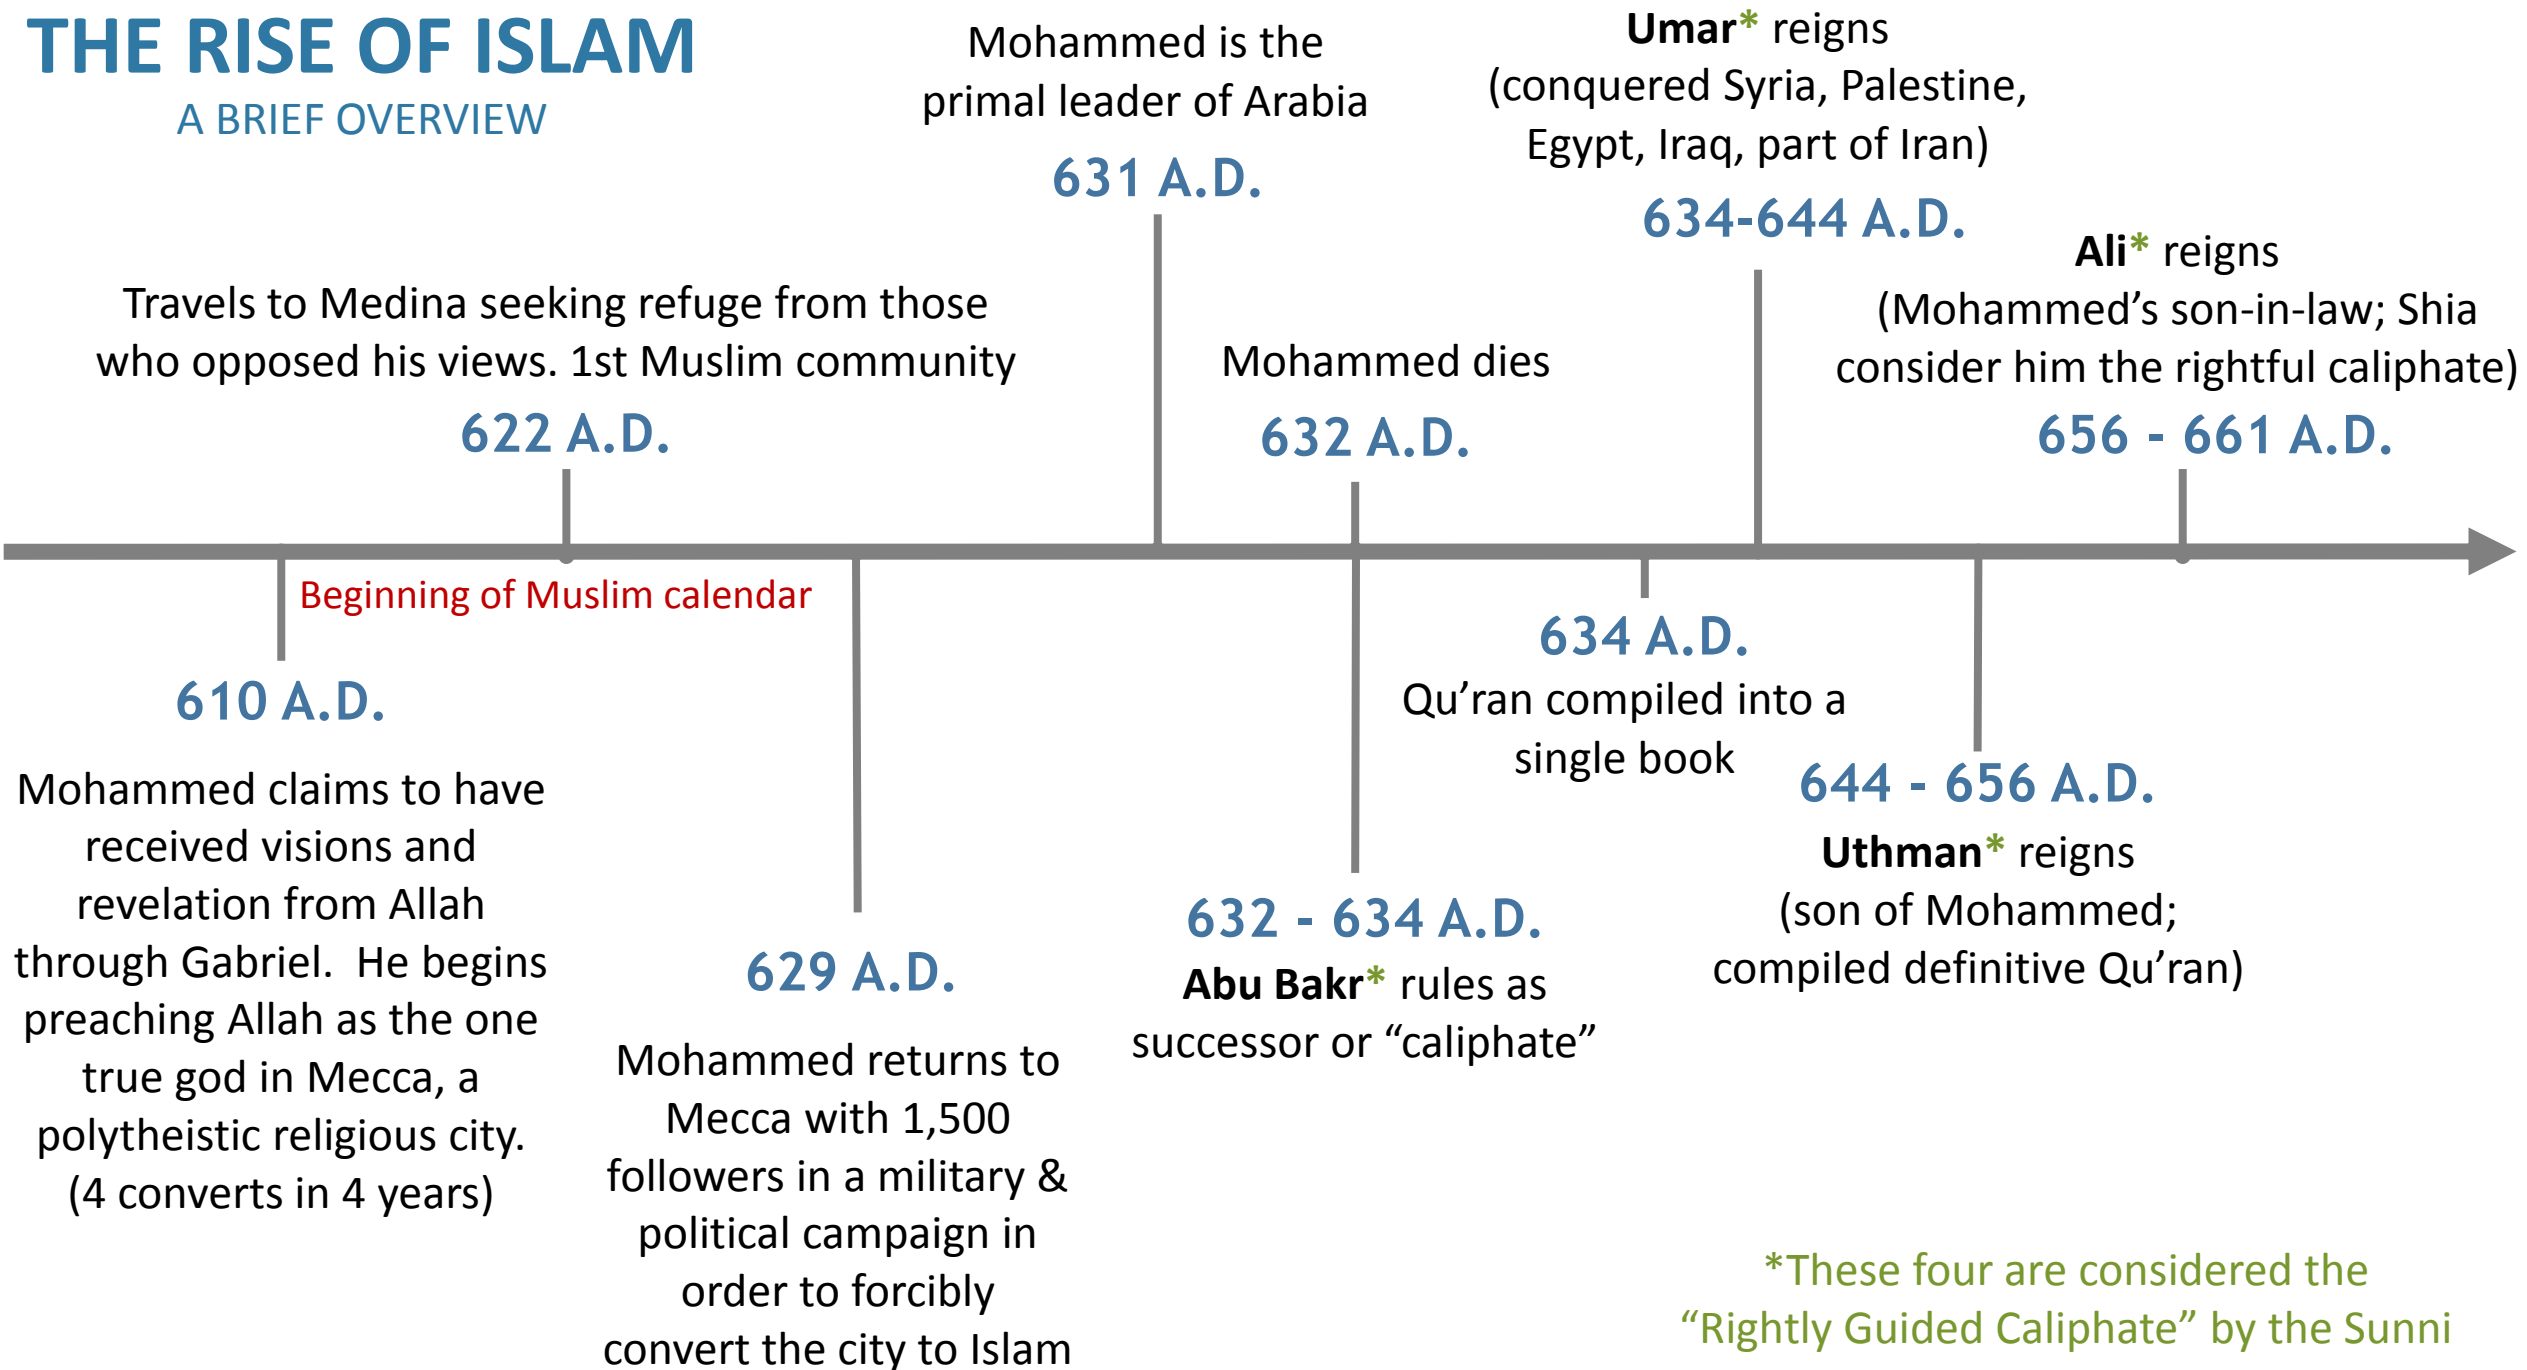 THE RISE OF ISLAM
A BRIEF OVERVIEW
Mohammed is the
primal leader of Arabia
631 A.D.
Umar* reigns
(conquered Syria, Palestine,
Egypt, Iraq, part of Iran)
634-644 A.D.
Travels to Medina seeking refuge from those
who opposed his views. 1st Muslim community
622 A.D.
Mohammed dies
632 A.D.
Ali* reigns
(Mohammed’s son-in-law; Shia
consider him the rightful caliphate)
656 - 661 A.D.
Beginning of Muslim calendar
610 A.D.
Mohammed claims to have
received visions and
revelation from Allah
through Gabriel.  He begins
preaching Allah as the one
true god in Mecca, a
polytheistic religious city.
(4 converts in 4 years)
629 A.D.
Mohammed returns to
Mecca with 1,500
followers in a military &
political campaign in
order to forcibly
convert the city to Islam
632 - 634 A.D.
Abu Bakr* rules as
successor or “caliphate”
634 A.D.
Qu’ran compiled into a
single book
644 - 656 A.D.
Uthman* reigns
(son of Mohammed;
compiled definitive Qu’ran)
*These four are considered the
“Rightly Guided Caliphate” by the Sunni